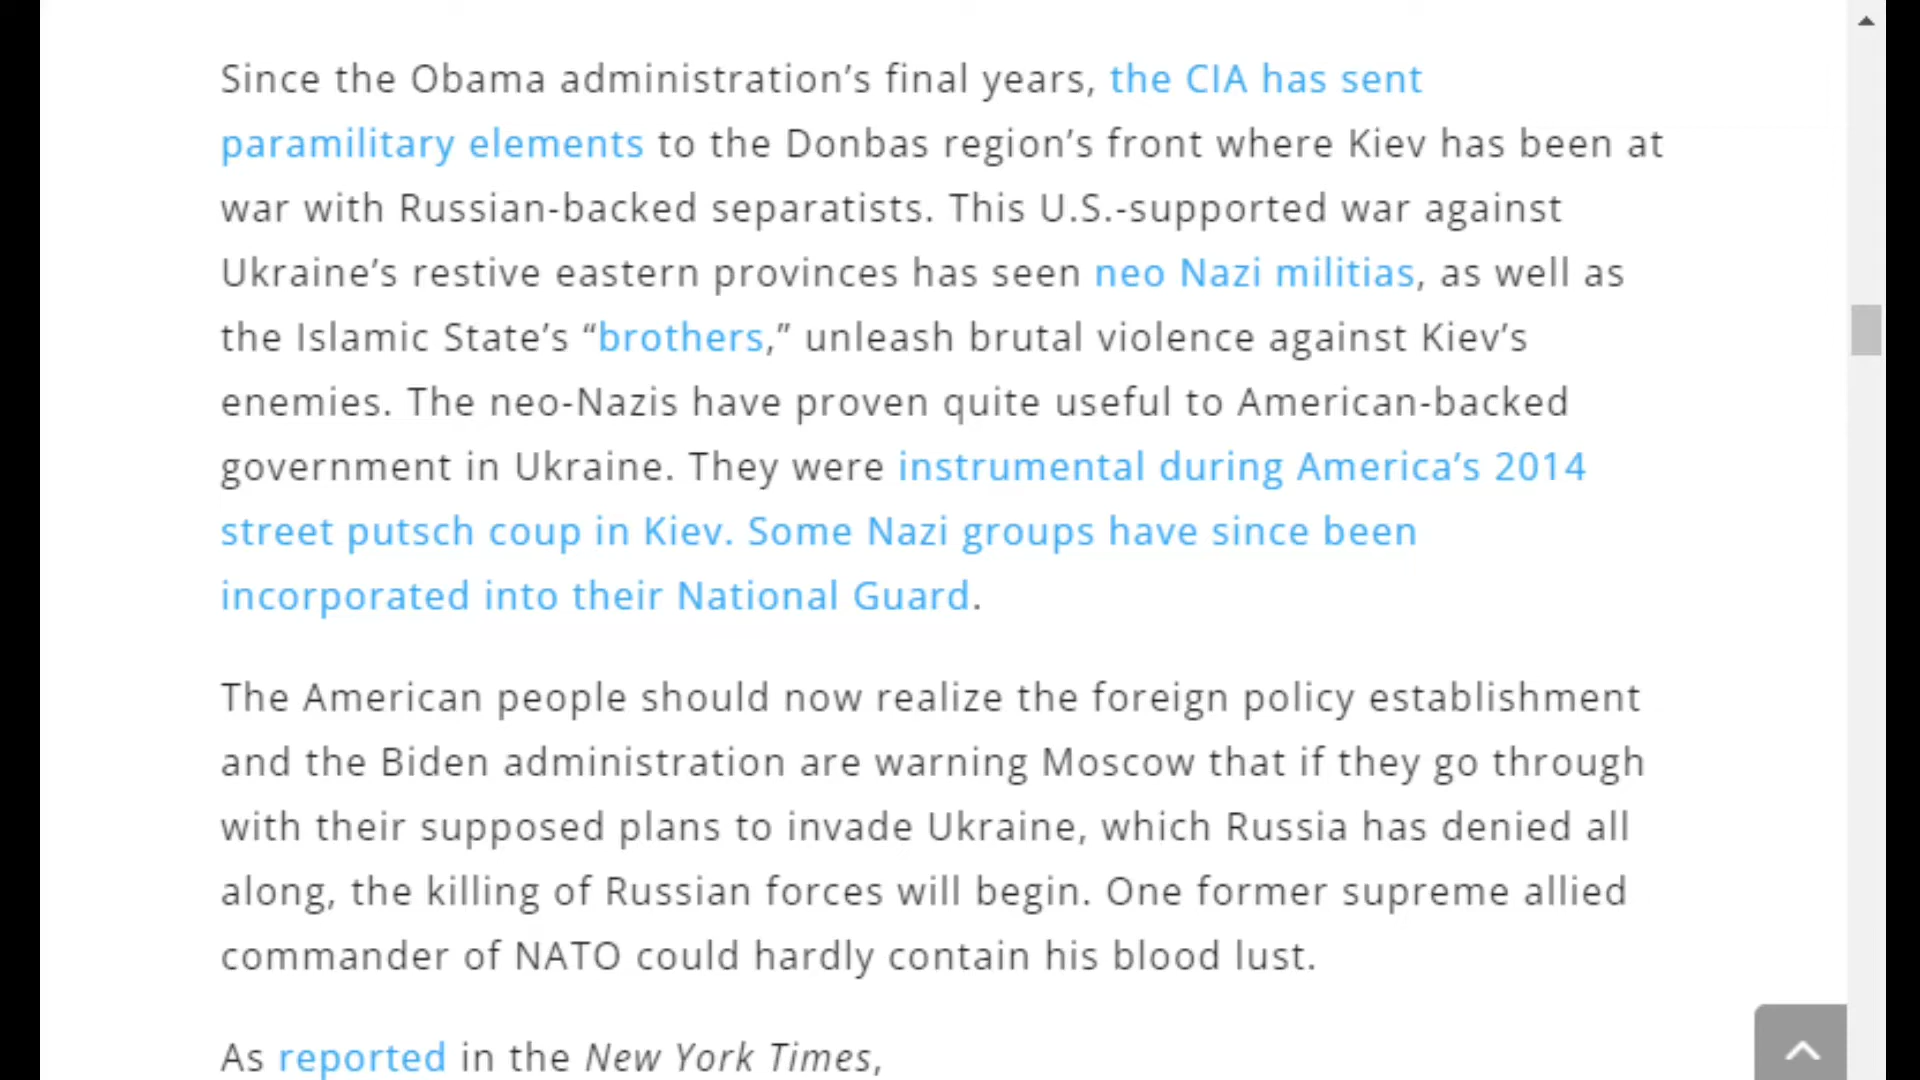 Since the Obama administration’s final years, the CIA has sent
paramilitary elements to the Donbas region’s front where Kiev has been at
war with Russian-backed separatists. This U.S.-supported war against
Ukraine’s restive eastern provinces has seen neo Nazi militias, as well as
the Islamic State’s “brothers,” unleash brutal violence against Kiev’s
enemies. The neo-Nazis have proven quite useful to American-backed
government in Ukraine. They were instrumental during America’s 2014
street putsch coup in Kiev. Some Nazi groups have since been
incorporated into their National Guard.
The American people should now realize the foreign policy establishment
and the Biden administration are warning Moscow that if they go through
with their supposed plans to invade Ukraine, which Russia has denied all
along, the killing of Russian forces will begin. One former supreme allied
commander of NATO could hardly contain his blood lust.
As reported in the New York Times,